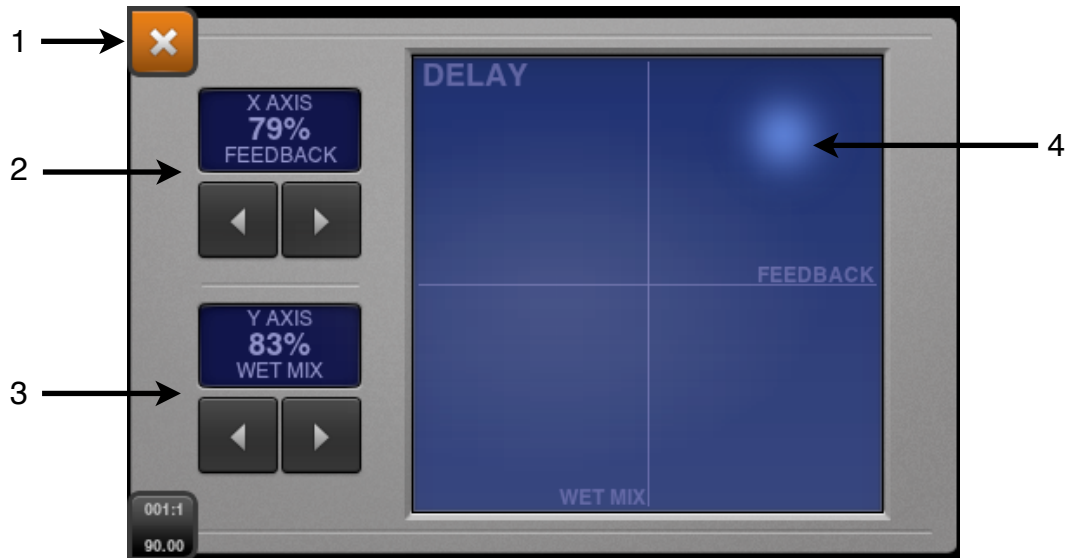 1
2
3
4
X AXIS
79%
FEEDBACK
Y AXIS
83%
WET MIX
001:1
90.00
DELAY
FEEDBACK
WET MIX